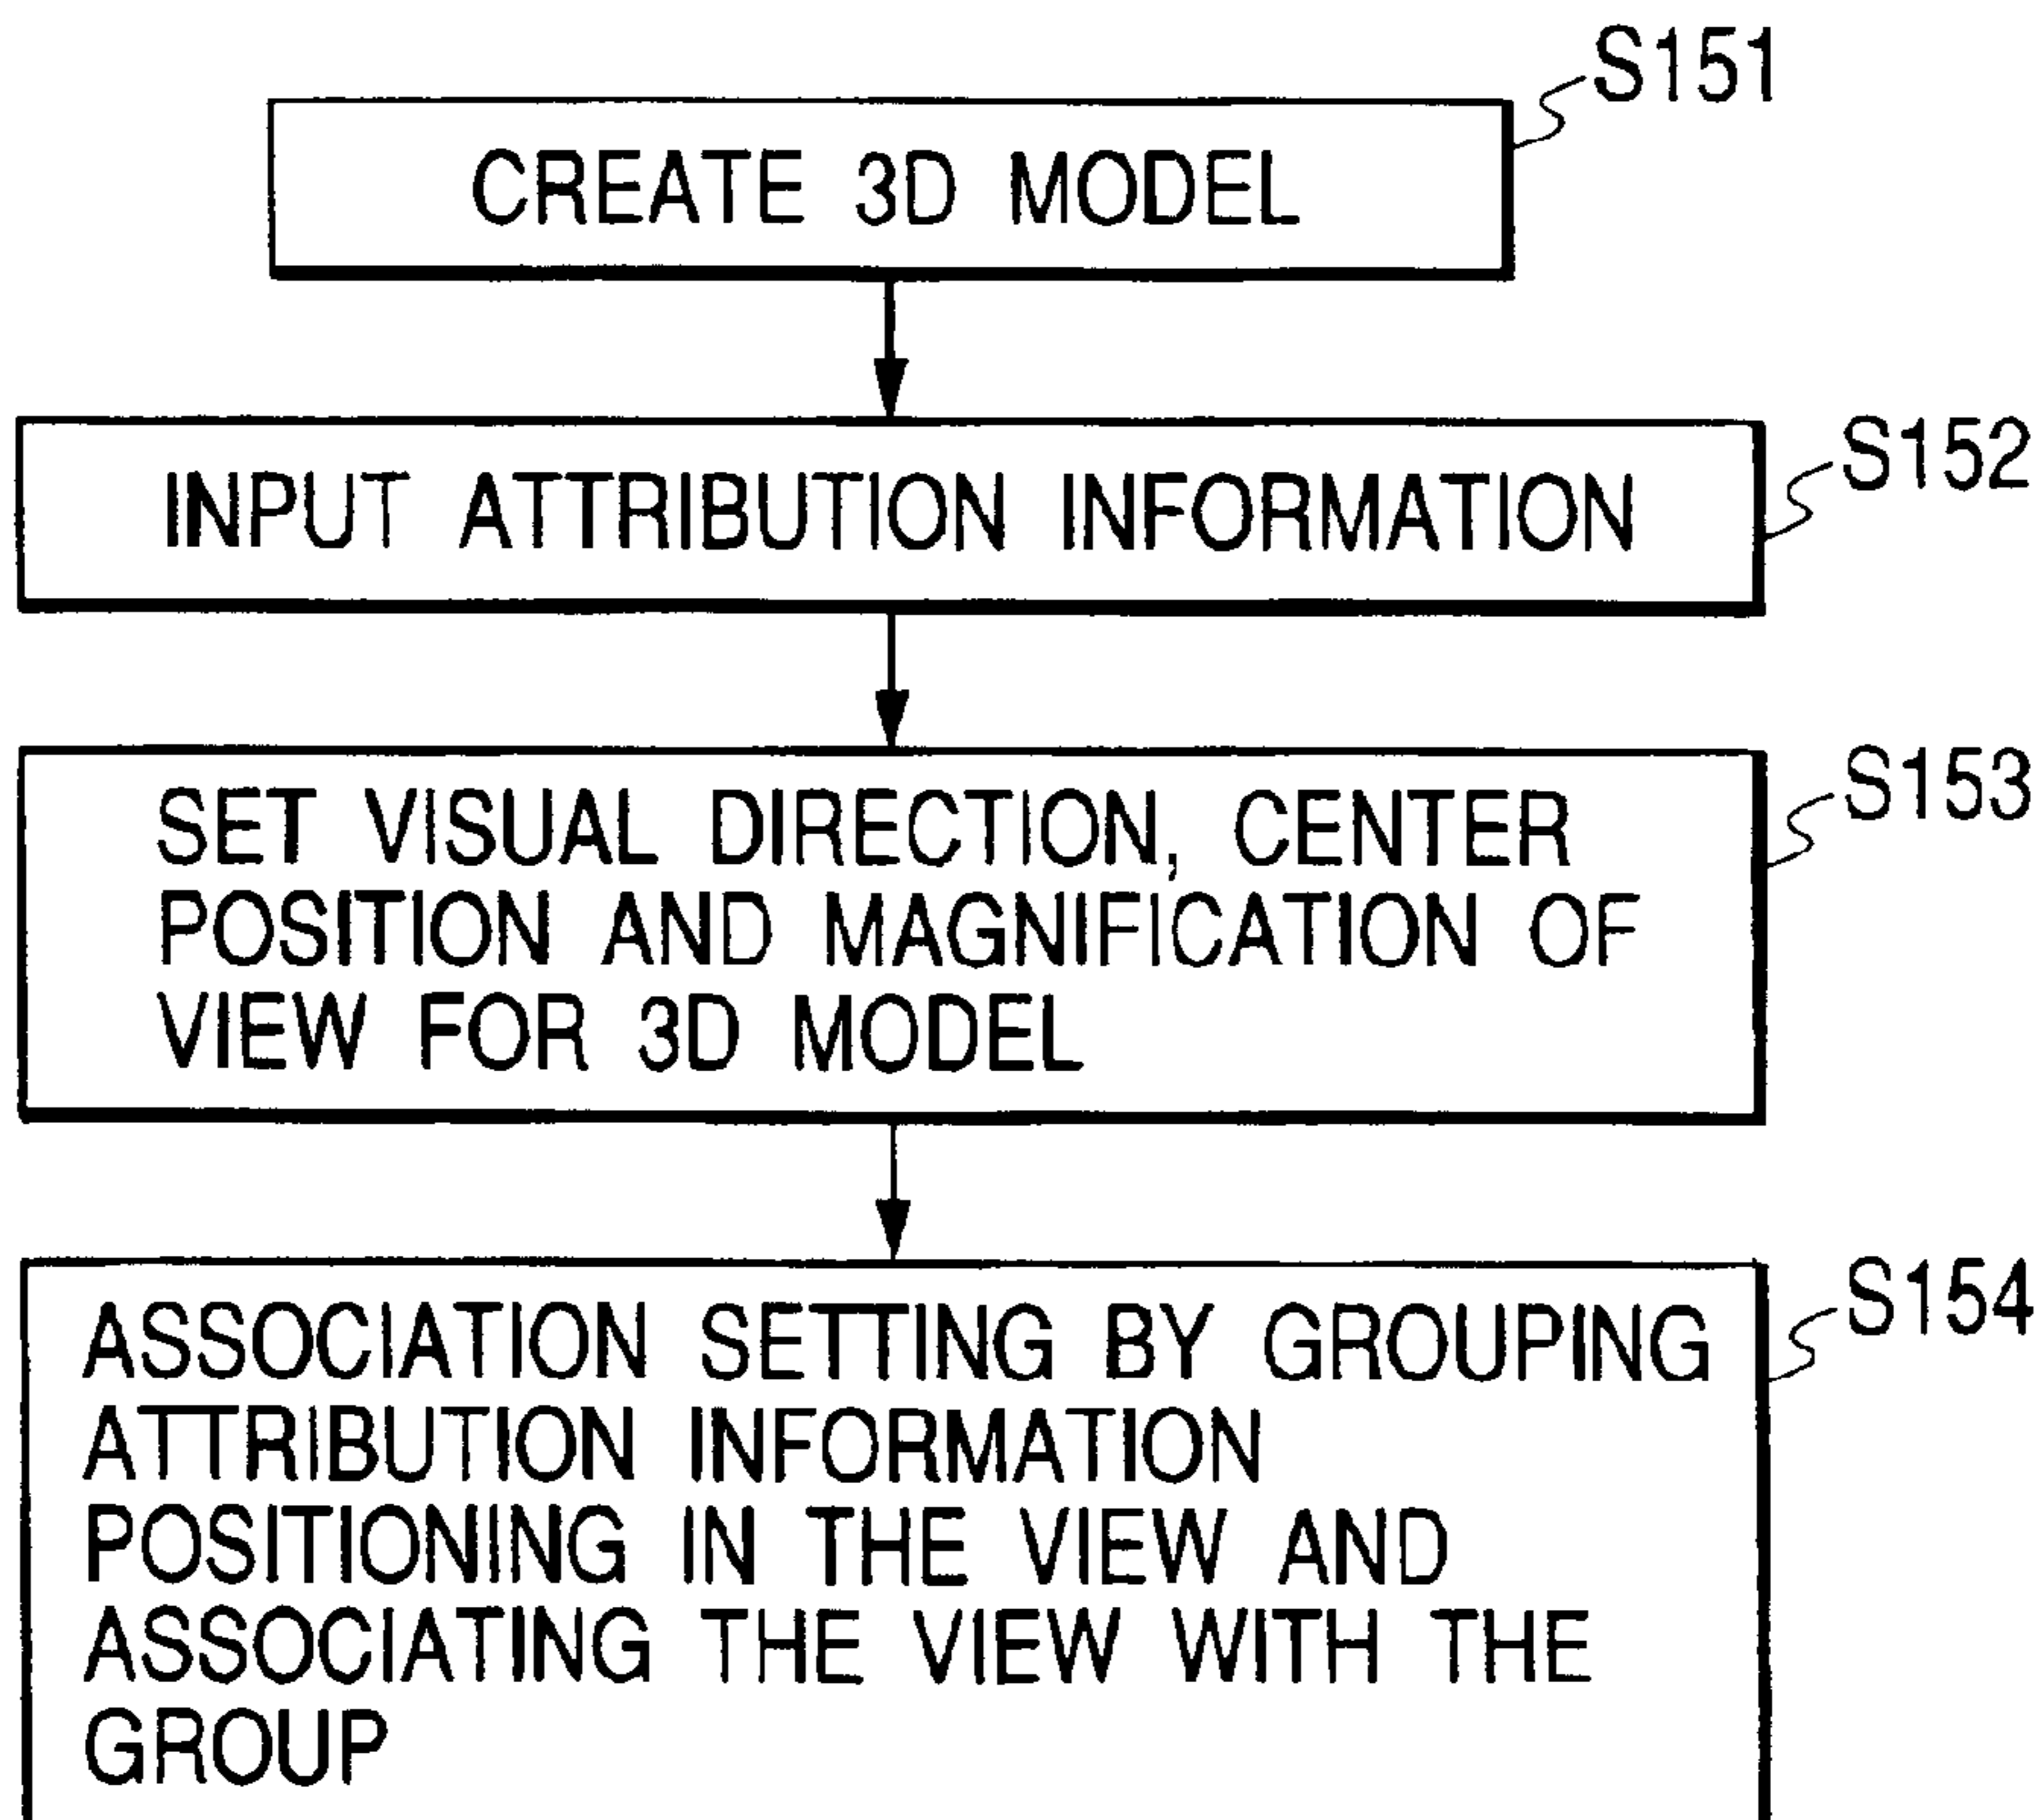 S151
CREATE 3D MODEL
S152
INPUT ATTRIBUTION INFORMATION
S153
SET VISUAL DIRECTION, CENTER
POSITION AND MAGNIFICATION OF
VIEW FOR 3D MODEL
S154
ASSOCIATION SETTING BY GROUPING
ATTRIBUTION INFORMATION
POSITIONING IN THE VIEW AND
ASSOCIATING THE VIEW WITH THE
GROUP